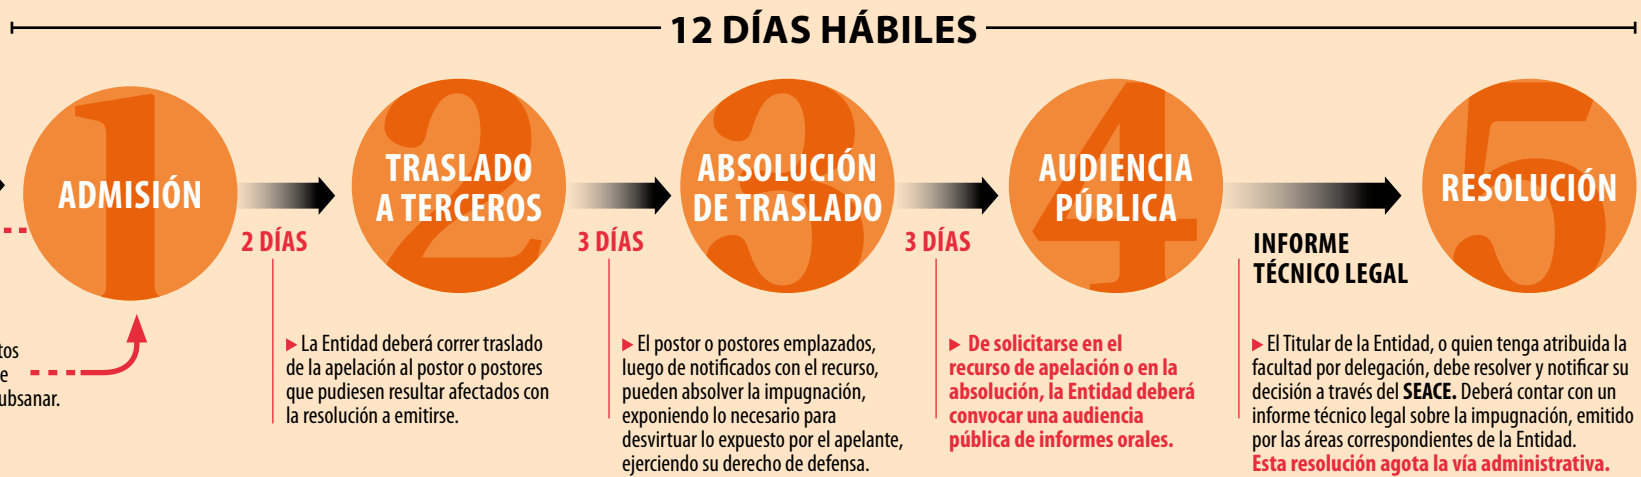 12 DÍAS HÁBILES
1
ADMISIÓN
2 DÍAS
2
TRASLADO
A TERCEROS
3 DÍAS
3
ABSOLUCIÓN
DE TRASLADO
3 DÍAS
4
AUDIENCIA
PÚBLICA
INFORME
TÉCNICO LEGAL
5
RESOLUCIÓN
ubsanar.
▶ La Entidad deberá correr traslado
de la apelación al postor o postores
que pudiesen resultar afectados con
la resolución a emitirse.
▶ El postor o postores emplazados,
luego de notificados con el recurso,
pueden absolver la impugnación,
exponiendo lo necesario para
desvirtuar lo expuesto por el apelante,
ejerciendo su derecho de defensa.
▶ De solicitarse en el
recurso de apelación o en la
absolución, la Entidad deberá
convocar una audiencia
pública de informes orales.
▶ El Titular de la Entidad, o quien tenga atribuida la
facultad por delegación, debe resolver y notificar su
decisión a través del SEACE. Deberá contar con un
informe técnico legal sobre la impugnación, emitido
por las áreas correspondientes de la Entidad.
Esta resolución agota la vía administrativa.